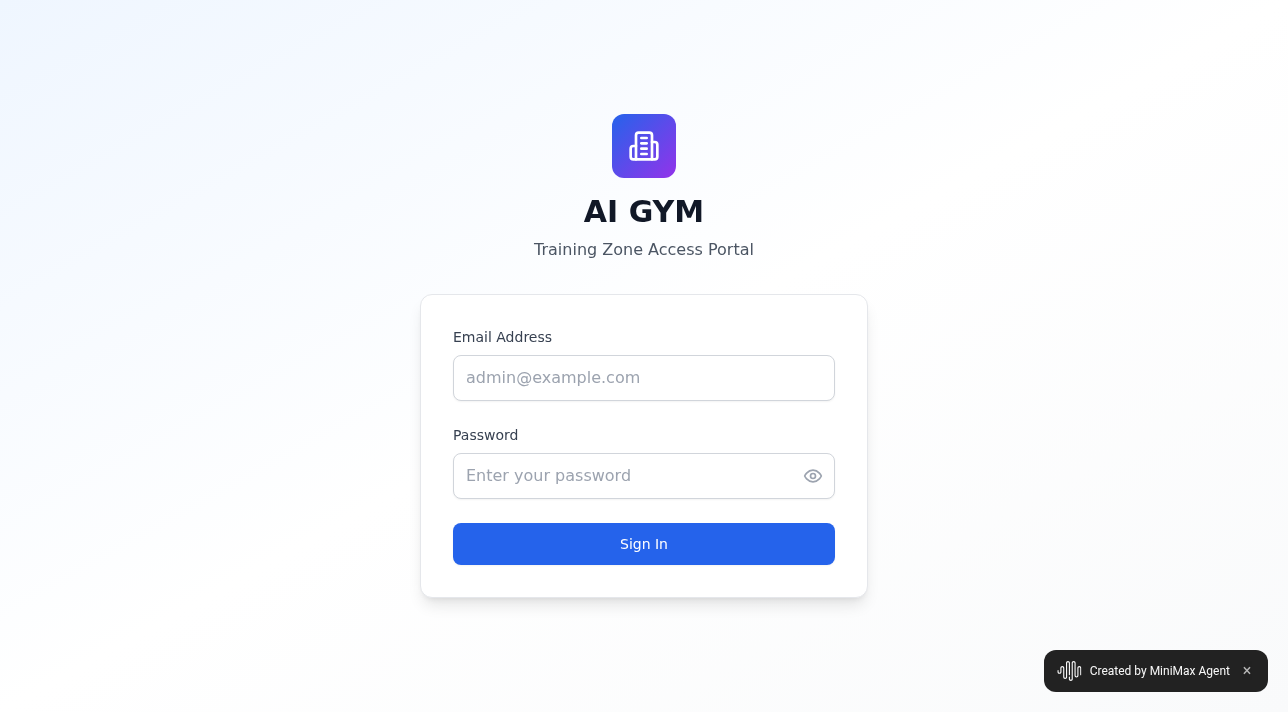 AI GYM
Training Zone Access Portal
Email Address
admin@example.com
Password
Enter your password
Sign In
Created by MiniMax Agent ×